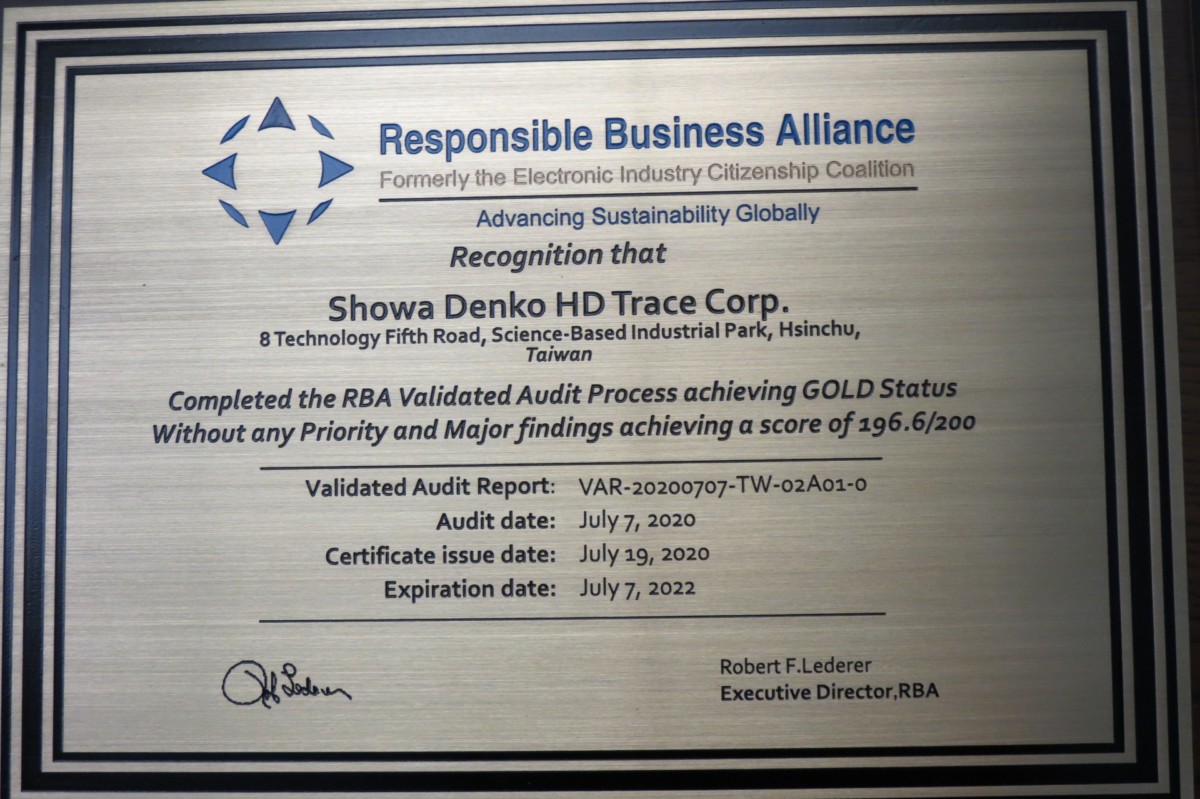 Responsible Business Alliance
Formerly the Electronic Industry Citizenship Coalition
Advancing Sustainability Globally
Recognition that
Showa Denko HD Trace Corp.
8 Technology Fifth Road, Science-Based Industrial Park, Hsinchu,
Taiwan
Completed the RBA Validated Audit Process achieving GOLD Status
Without any Priority and Major findings achieving a score of 196.6/200
Validated Audit Report: VAR-20200707-TW-02A01-0
Audit date: July 7, 2020
Certificate issue date: July 19, 2020
Expiration date: July 7, 2022
Rob Lederer
Robert F.Lederer
Executive Director,RBA